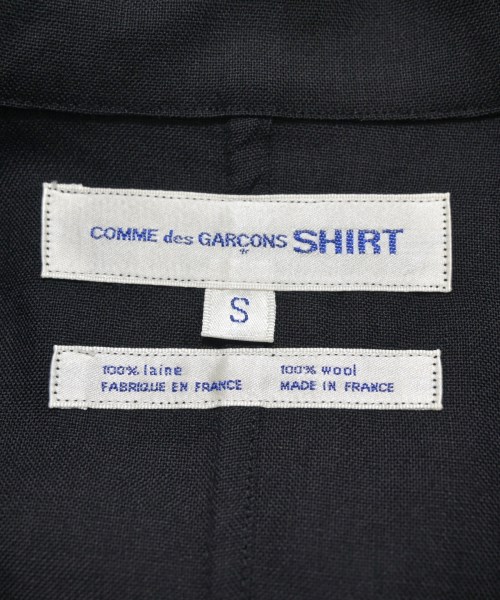 COMME des GARÇONS SHIRT
S
100% laine 100% wool
FABRIQUE EN FRANCE MADE IN FRANCE